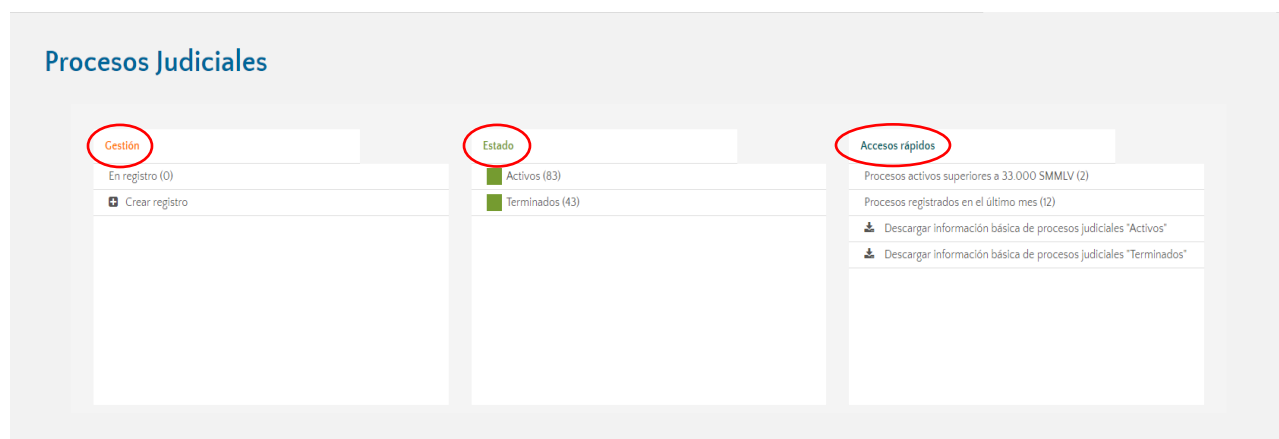 Procesos Judiciales
Gestión
En registro (0)
Crear registro
Estado
Activos (83)
Terminados (43)
Accesos rápidos
Procesos activos superiores a 33.000 SMMLV (2)
Procesos registrados en el último mes (12)
Descargar información básica de procesos judiciales "Activos"
Descargar información básica de procesos judiciales "Terminados"